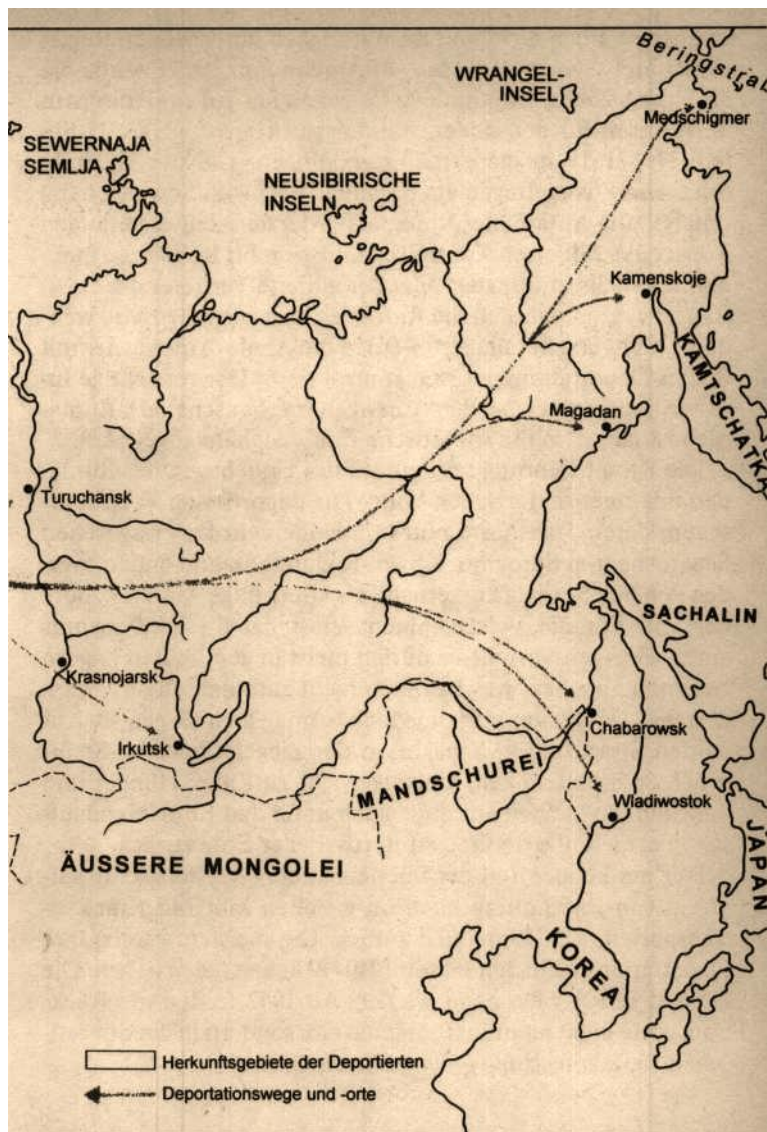 Beringstraß
WRANGEL-
INSEL
Medschigmer
SEWERNAJA
SEMLJA
NEUSIBIRISCHE
INSELN
Kamenskoje
KAMTSCHATKA
Magadan
Turuchansk
SACHALIN
Krasnojarsk
Chabarowsk
Irkutsk
MANDSCHUREI
Wladiwostok
ÄUSSERE MONGOLEI
JAPAN
KOREA
Herkunftsgebiete der Deportierten
Deportationswege und -orte